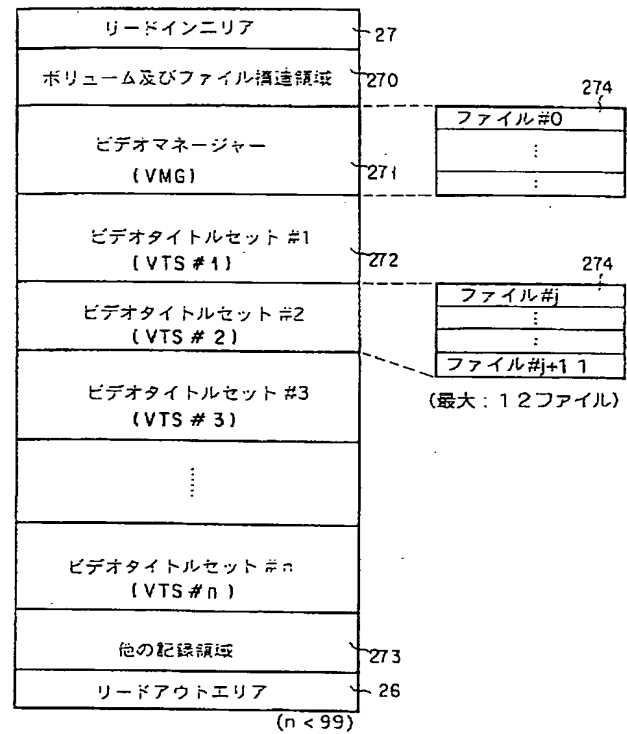 リードインエリア
27
ボリューム及びファイル構造領域
270
ビデオマネージャー
(VMG)
271
274
ファイル#0
⋮
:
ビデオタイトルセット #1
(VTS #1)
272
ビデオタイトルセット #2
(VTS # 2)
274
ファイル#j
⋮
:
ファイル#j+11
(最大:12ファイル)
ビデオタイトルセット #3
(VTS # 3)
⋮
ビデオタイトルセット #n
(VTS #n)
他の記録領域
273
リードアウトエリア
26
(n < 99)